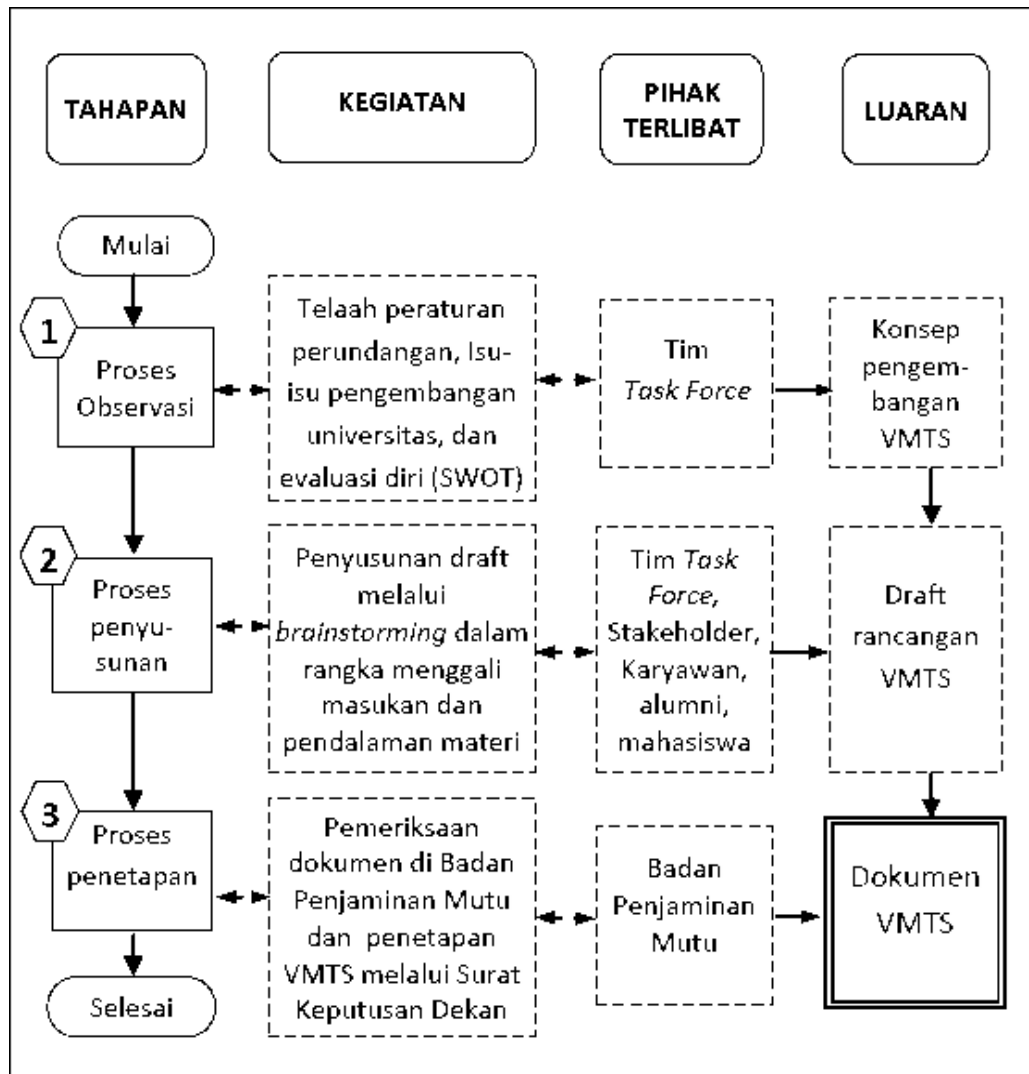 TAHAPAN
KEGIATAN
PIHAK
TERLIBAT
LUARAN
Mulai
1
Proses
Observasi
Telaah peraturan
perundangan, Isu-
isu pengembangan
universitas, dan
evaluasi diri (SWOT)
Tim
Task Force
Konsep
pengem-
bangan
VMTS
2
Proses
penyu-
sunan
Penyusunan draft
melalui
brainstorming dalam
rangka menggali
masukan dan
pendalaman materi
Tim Task
Force,
Stakeholder,
Karyawan,
alumni,
mahasiswa
Draft
rancangan
VMTS
3
Proses
penetapan
Pemeriksaan
dokumen di Badan
Penjaminan Mutu
dan penetapan
VMTS melalui Surat
Keputusan Dekan
Badan
Penjaminan
Mutu
Dokumen
VMTS
Selesai